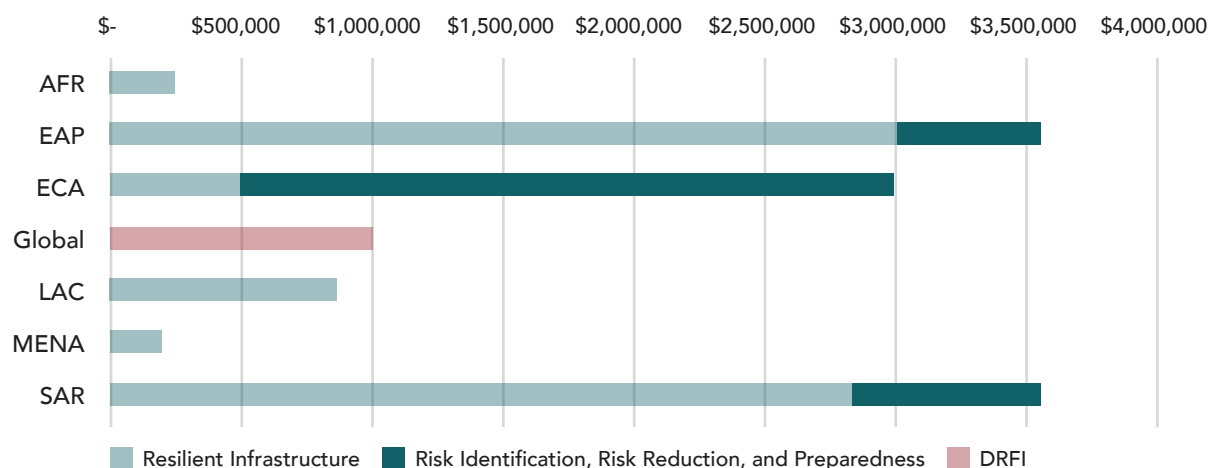 $- $500,000 $1,000,000 $1,500,000 $2,000,000 $2,500,000 $3,000,000 $3,500,000 $4,000,000
AFR
EAP
ECA
Global
LAC
MENA
SAR
Resilient Infrastructure Risk Identification, Risk Reduction, and Preparedness DRFI